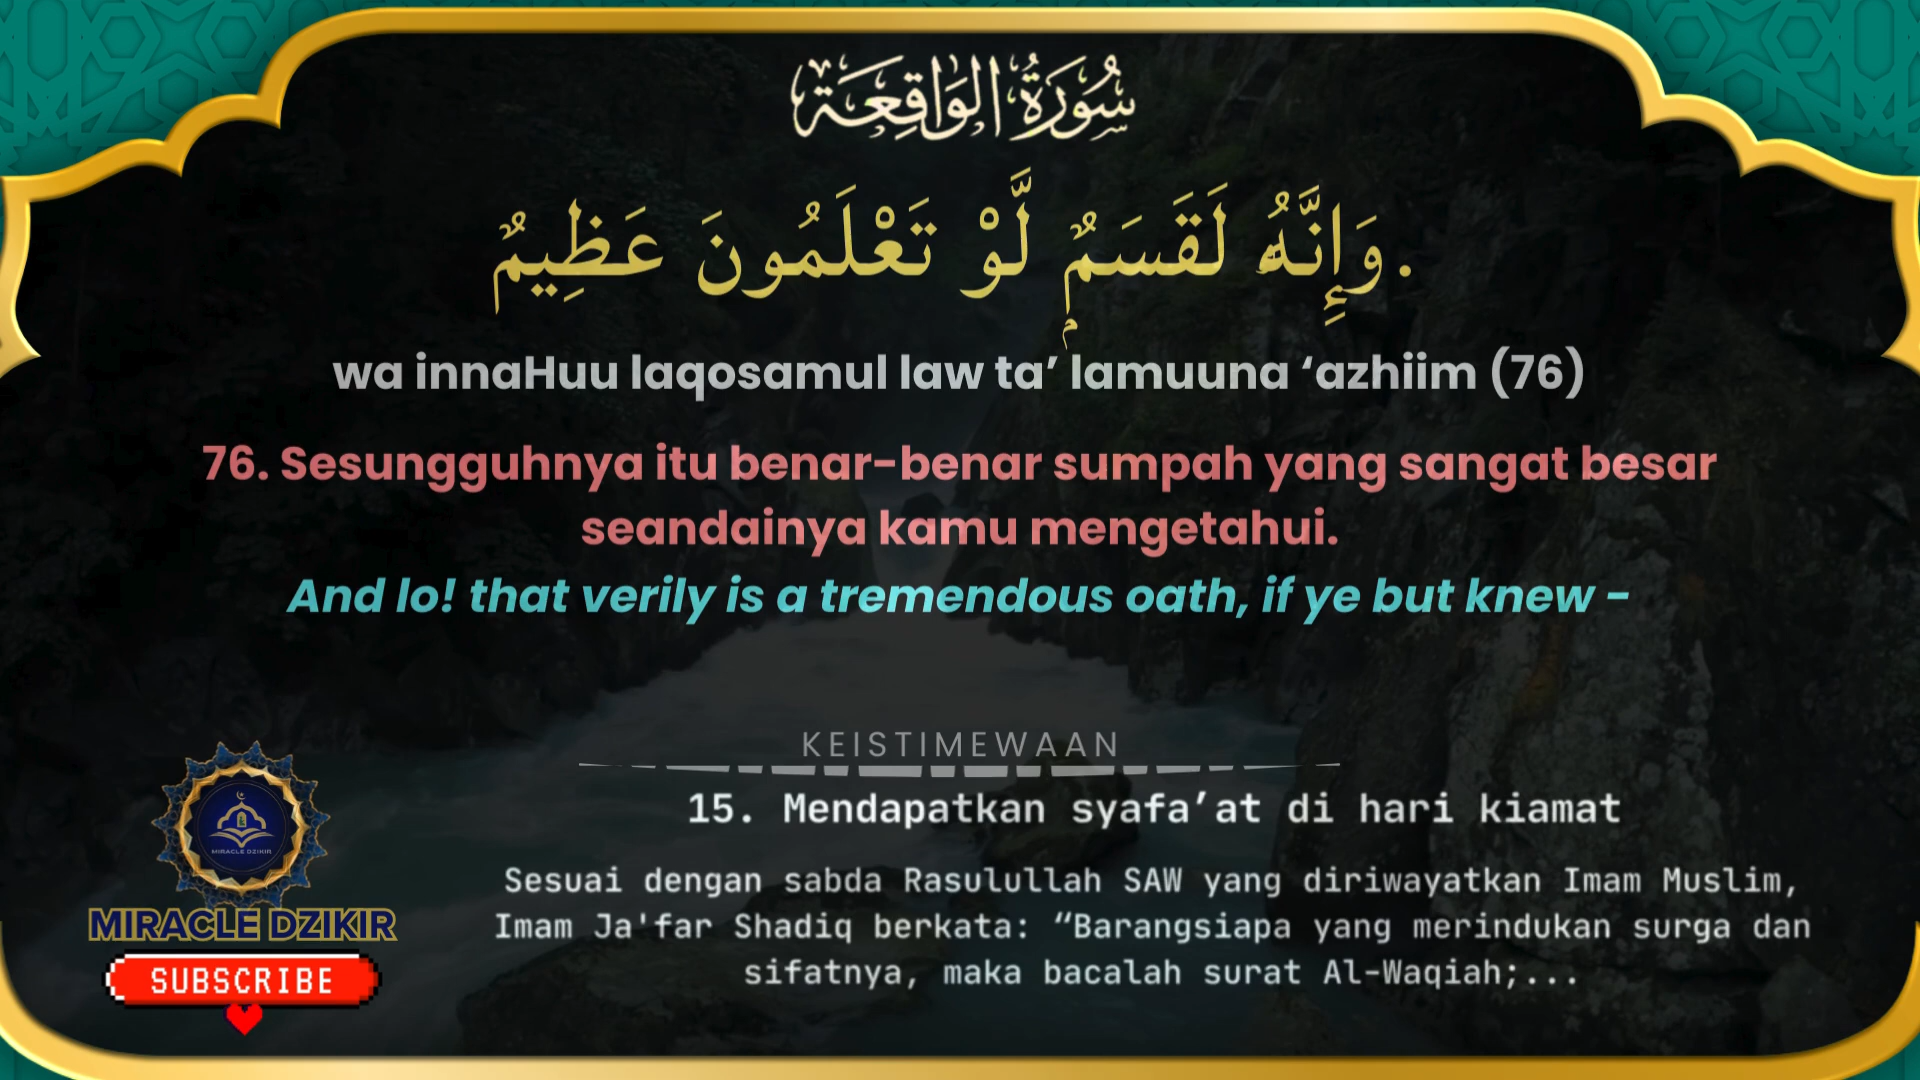 سُورَةُ الوَاقِعَة
وَإِنَّهُۥ لَقَسَمٌۭ لَّوْ تَعْلَمُونَ عَظِيمٌ.
wa innaHuu laqosamul law ta’ lamuuna ‘azhiim (76)
76. Sesungguhnya itu benar-benar sumpah yang sangat besar
seandainya kamu mengetahui.
And lo! that verily is a tremendous oath, if ye but knew -
KEISTIMEWAAN
15. Mendapatkan syafa’at di hari kiamat
Sesuai dengan sabda Rasulullah SAW yang diriwayatkan Imam Muslim,
Imam Ja'far Shadiq berkata: “Barangsiapa yang merindukan surga dan
sifatnya, maka bacalah surat Al-Waqiah;...
MIRACLE DZIKIR
MIRACLE DZIKIR
SUBSCRIBE